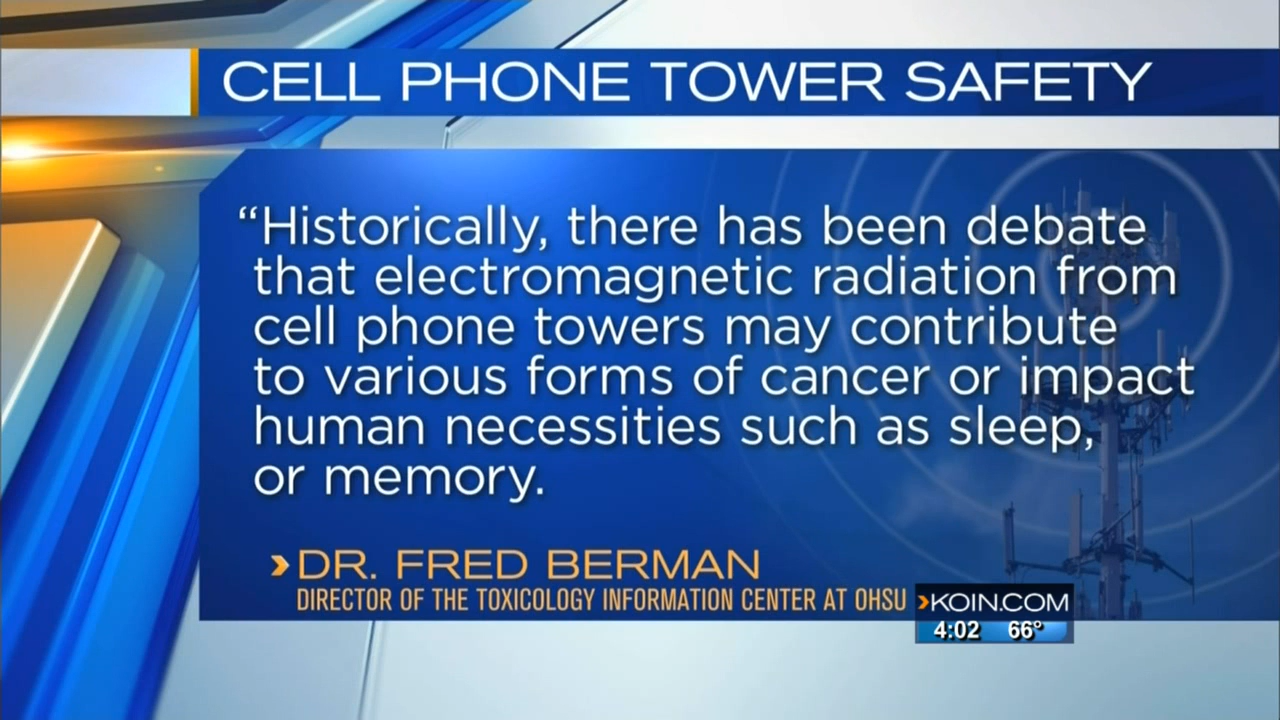 CELL PHONE TOWER SAFETY
“Historically, there has been debate
that electromagnetic radiation from
cell phone towers may contribute
to various forms of cancer or impact
human necessities such as sleep,
or memory.
DR. FRED BERMAN
DIRECTOR OF THE TOXICOLOGY INFORMATION CENTER AT OHSU
KOIN.COM
4:02 66°